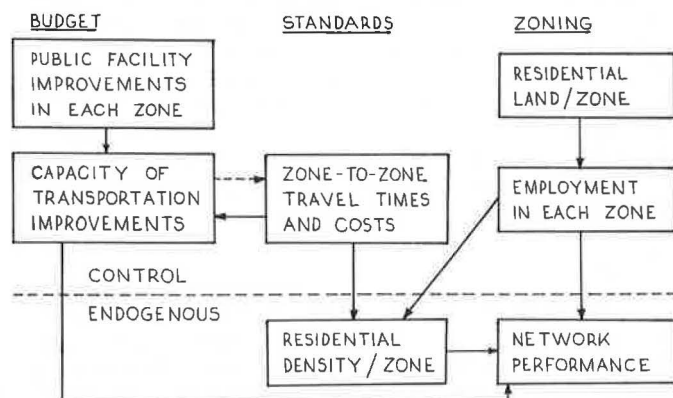 BUDGET
STANDARDS
ZONING
PUBLIC FACILITY
IMPROVEMENTS
IN EACH ZONE
RESIDENTIAL
LAND/ZONE
CAPACITY OF
TRANSPORTATION
IMPROVEMENTS
ZONE-TO-ZONE
TRAVEL TIMES
AND COSTS
EMPLOYMENT
IN EACH ZONE
CONTROL
ENDOGENOUS
RESIDENTIAL
DENSITY/ZONE
NETWORK
PERFORMANCE